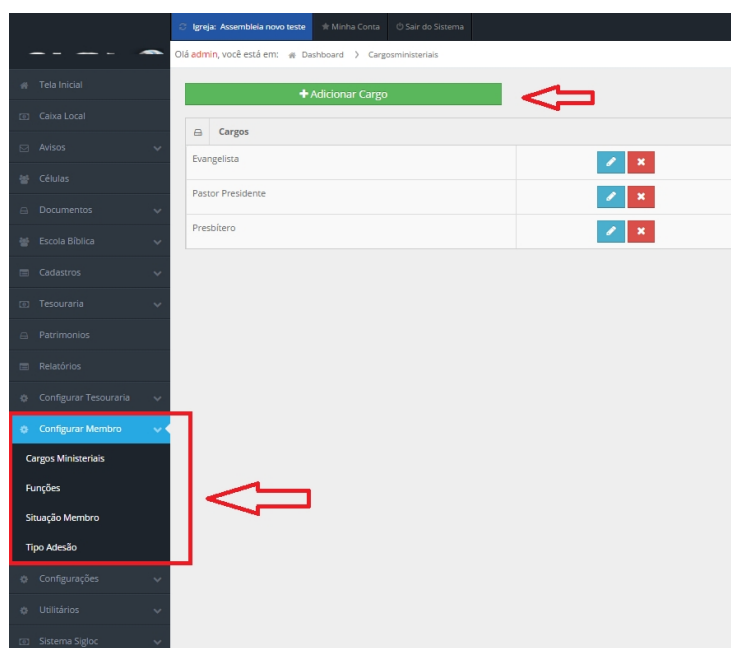 Igreja: Assembleia novo teste
Minha Conta
Sair do Sistema
Olá admin, você está em: Dashboard > Cargosministeriais
Tela Inicial
Caixa Local
Avisos
Células
Documentos
Escola Bíblica
Cadastros
Tesouraria
Patrimonios
Relatórios
Configurar Tesouraria
Configurar Membro
Cargos Ministeriais
Funções
Situação Membro
Tipo Adesão
Configurações
Utilitários
Sistema Sigloc
+ Adicionar Cargo
Cargos
Evangelista
Pastor Presidente
Presbítero